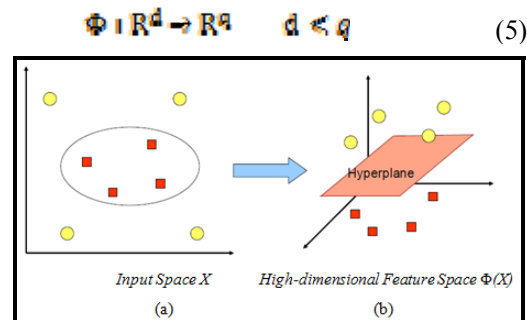 Φ : R^d → R^q d ≪ q (5)
Hyperplane
Input Space X High-dimensional Feature Space Φ(X)
(a) (b)